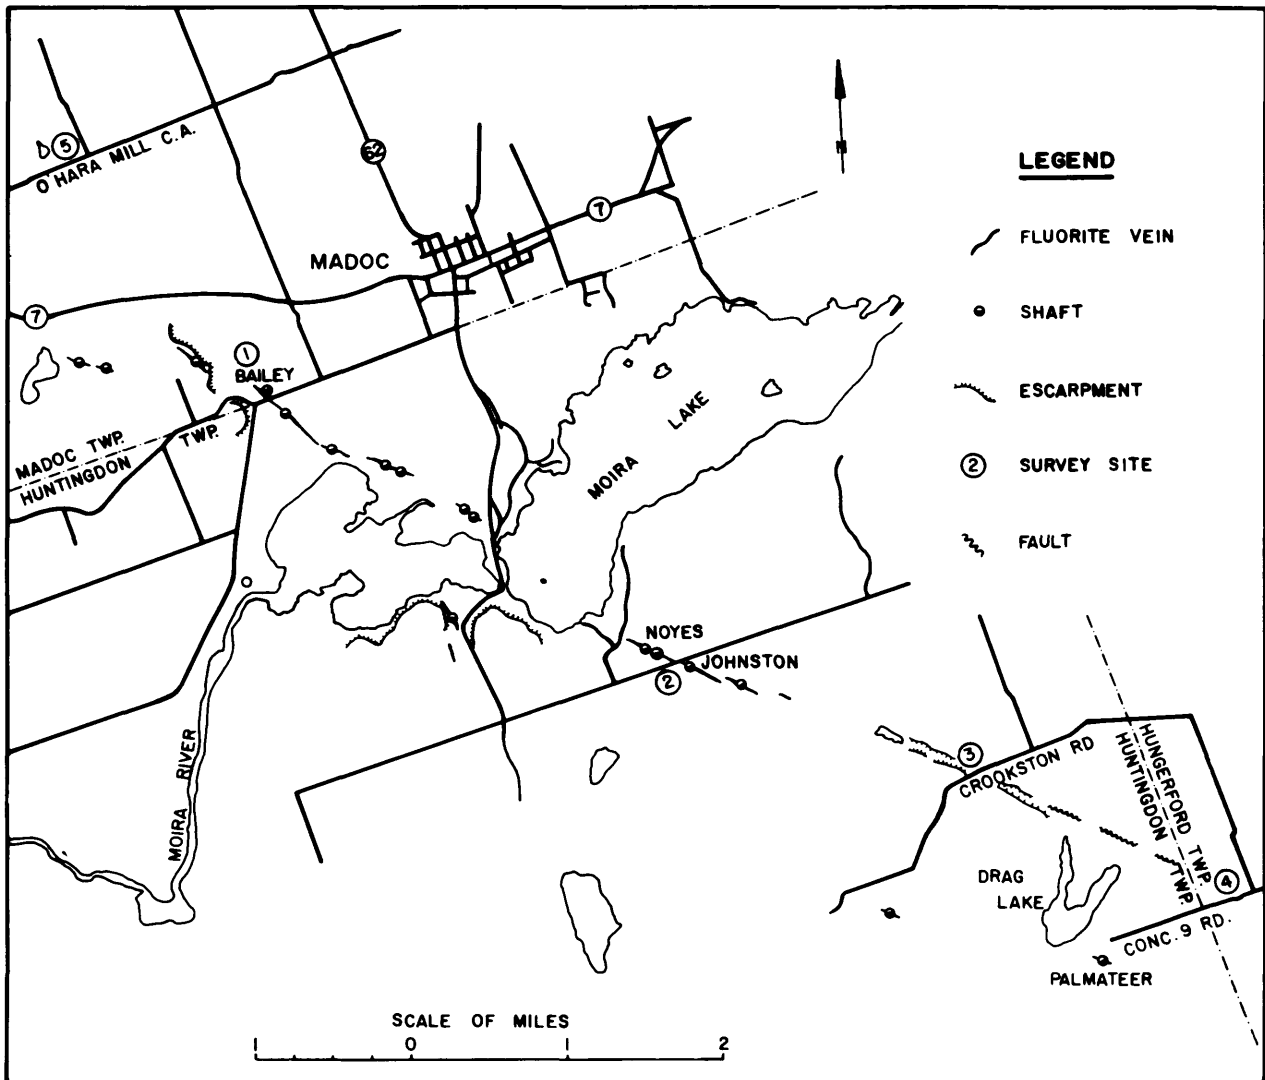 5
O'HARA MILL C.A.
62
N
LEGEND
7
FLUORITE VEIN
MADOC
7
SHAFT
1
BAILEY
ESCARPMENT
LAKE
MOIRA
MADOC TWP.
HUNTINGDON TWP.
2 SURVEY SITE
FAULT
NOYES
JOHNSTON
2
MOIRA RIVER
3
CROOKSTON RD
HUNGERFORD TWP.
HUNTINGDON TWP.
4
DRAG
LAKE
CONC. 9 RD.
PALMATEER
SCALE OF MILES
1 0 1 2